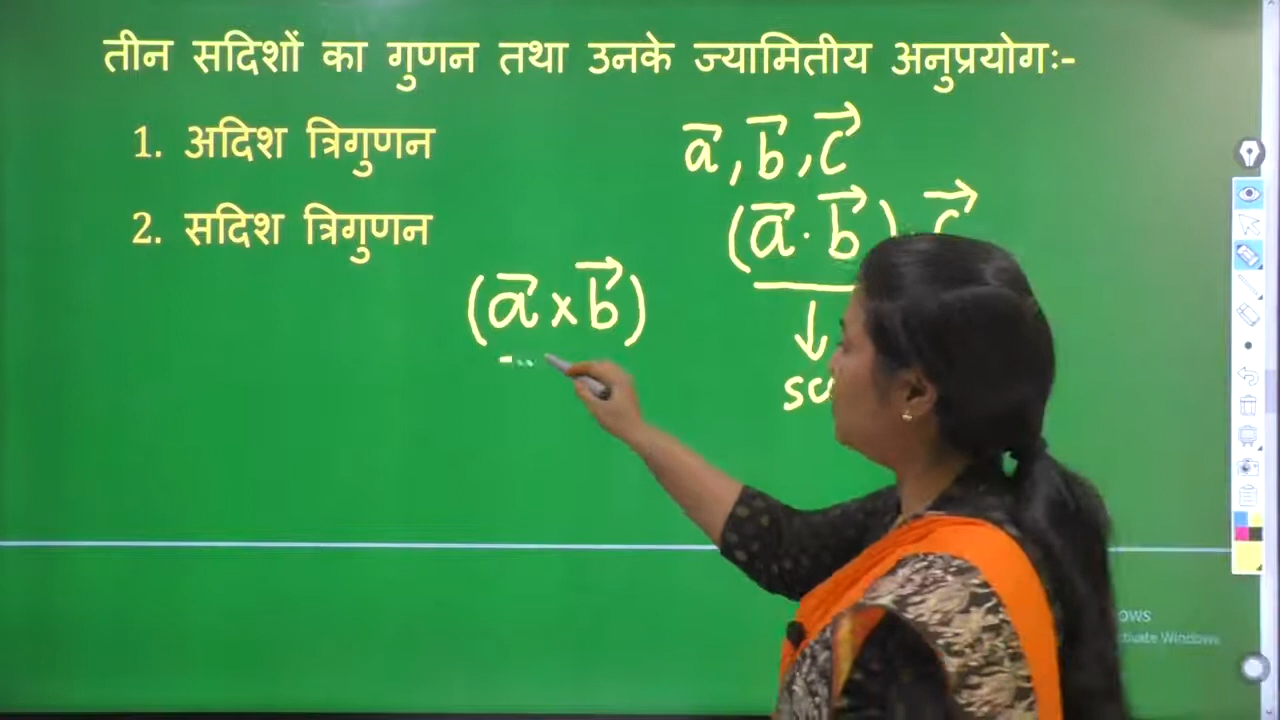 तीन सदिशों का गुणन तथा उनके ज्यामितीय अनुप्रयोगः-
1. अदिश त्रिगुणन
2. सदिश त्रिगुणन
a⃗, b⃗, c⃗
(a⃗ · b⃗) c⃗
(a⃗ × b⃗)
↓